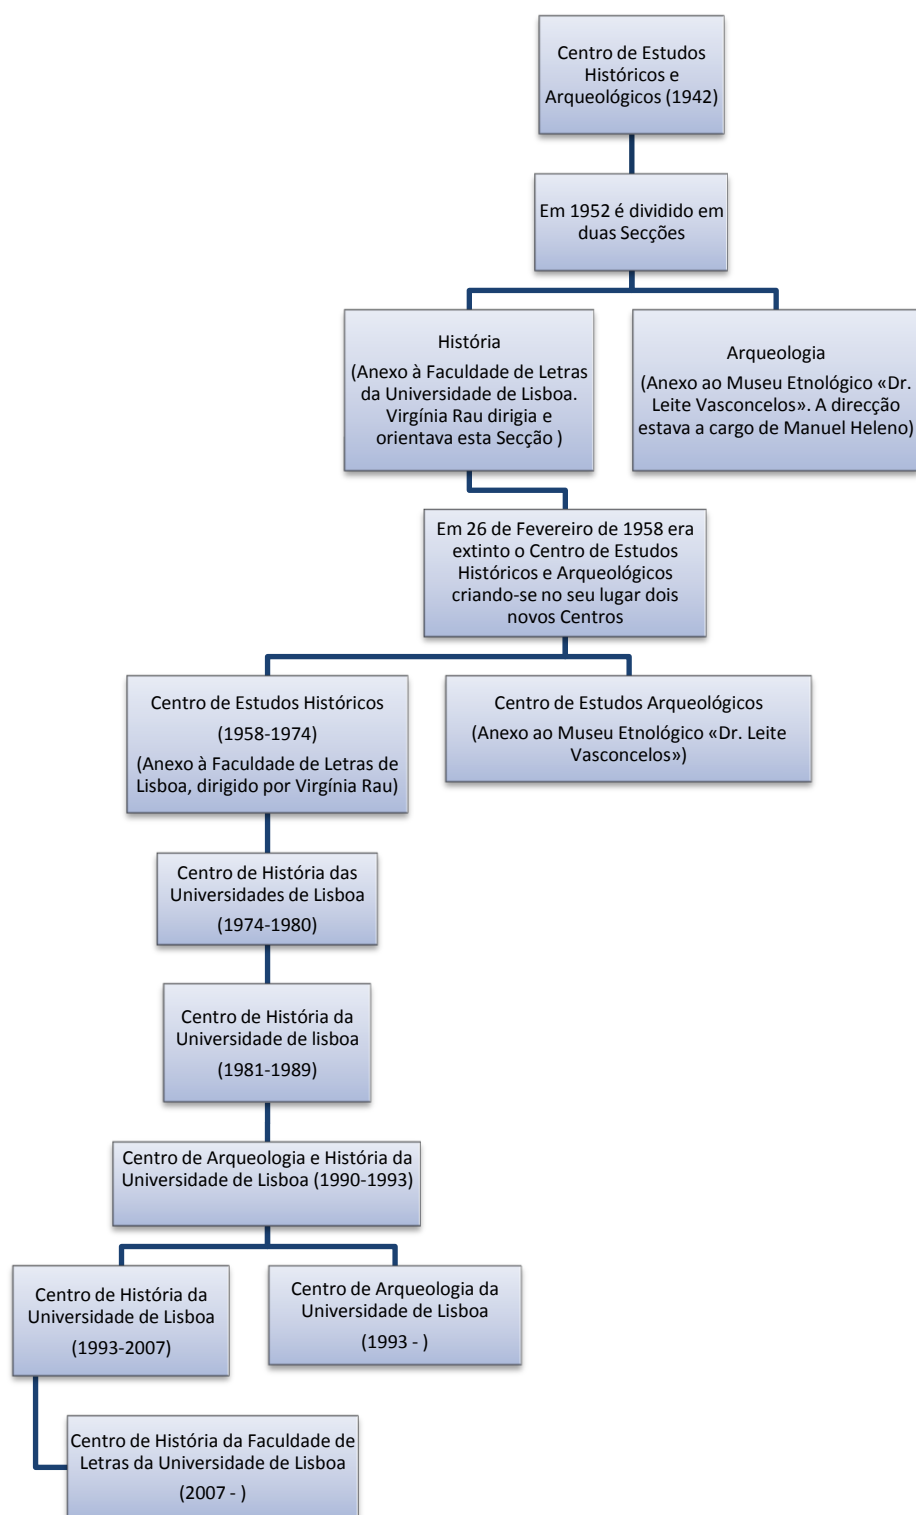 Centro de Estudos
Históricos e
Arqueológicos (1942)
Em 1952 é dividido em
duas Secções
História
(Anexo à Faculdade de Letras
da Universidade de Lisboa.
Virgínia Rau dirigia e
orientava esta Secção )
Arqueologia
(Anexo ao Museu Etnológico «Dr.
Leite Vasconcelos». A direcção
estava a cargo de Manuel Heleno)
Em 26 de Fevereiro de 1958 era
extinto o Centro de Estudos
Históricos e Arqueológicos
criando-se no seu lugar dois
novos Centros
Centro de Estudos Históricos
(1958-1974)
(Anexo à Faculdade de Letras de
Lisboa, dirigido por Virgínia Rau)
Centro de Estudos Arqueológicos
(Anexo ao Museu Etnológico «Dr. Leite
Vasconcelos»)
Centro de História das
Universidades de Lisboa
(1974-1980)
Centro de História da
Universidade de lisboa
(1981-1989)
Centro de Arqueologia e História da
Universidade de Lisboa (1990-1993)
Centro de História da
Universidade de Lisboa
(1993-2007)
Centro de Arqueologia da
Universidade de Lisboa
(1993 - )
Centro de História da Faculdade de
Letras da Universidade de Lisboa
(2007 - )